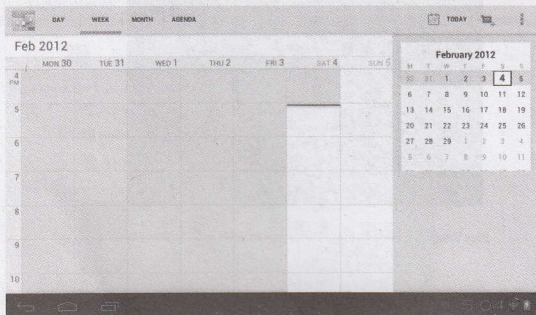 DAY WEEK MONTH AGENDA TODAY
Feb 2012
MON 30 TUE 31 WED 1 THU 2 FRI 3 SAT 4 SUN 5
4
PM
5
6
7
8
9
10
February 2012
M T W T F S S
30 31 1 2 3 4 5
6 7 8 9 10 11 12
13 14 15 16 17 18 19
20 21 22 23 24 25 26
27 28 29 1 2 3 4
5 6 7 8 9 10 11
5:04